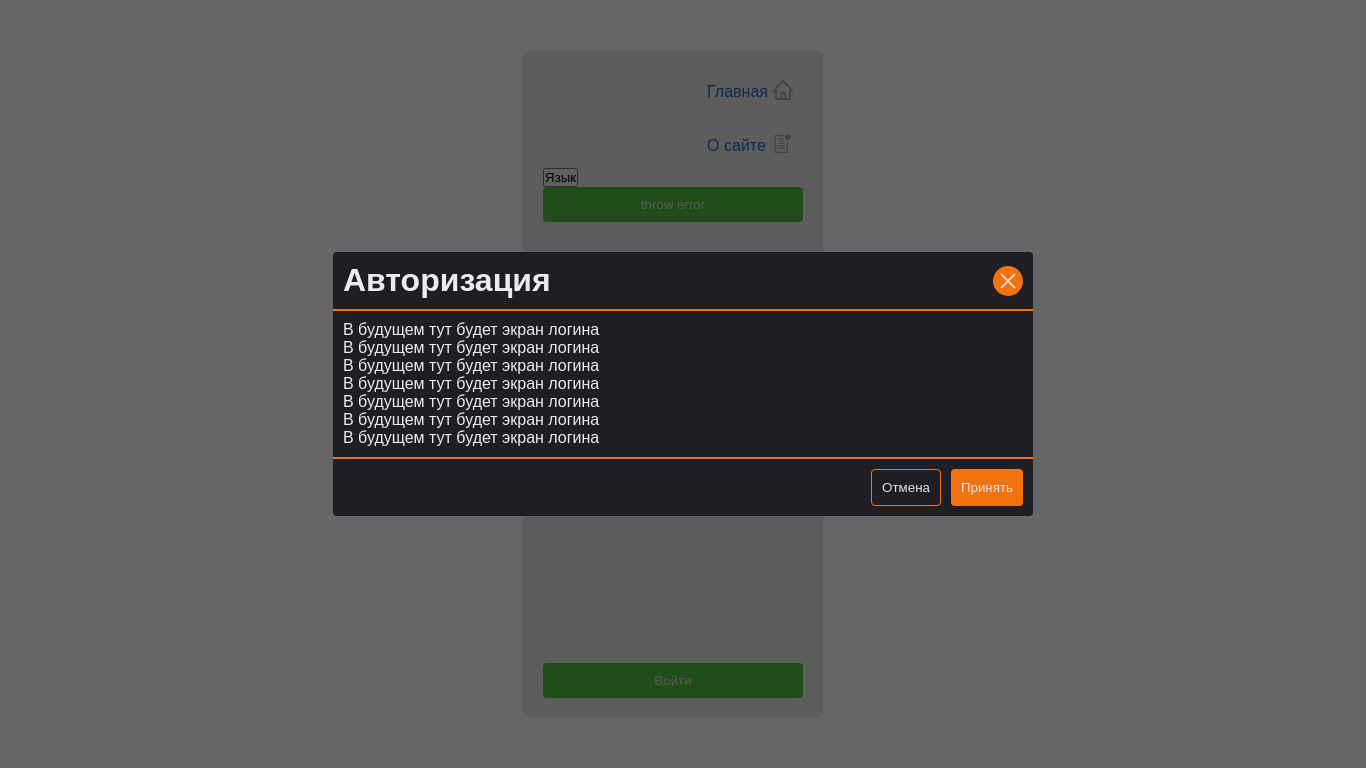 Главная
О сайте
Язык
throw error
Авторизация
В будущем тут будет экран логина
В будущем тут будет экран логина
В будущем тут будет экран логина
В будущем тут будет экран логина
В будущем тут будет экран логина
В будущем тут будет экран логина
В будущем тут будет экран логина
Отмена Принять
Войти